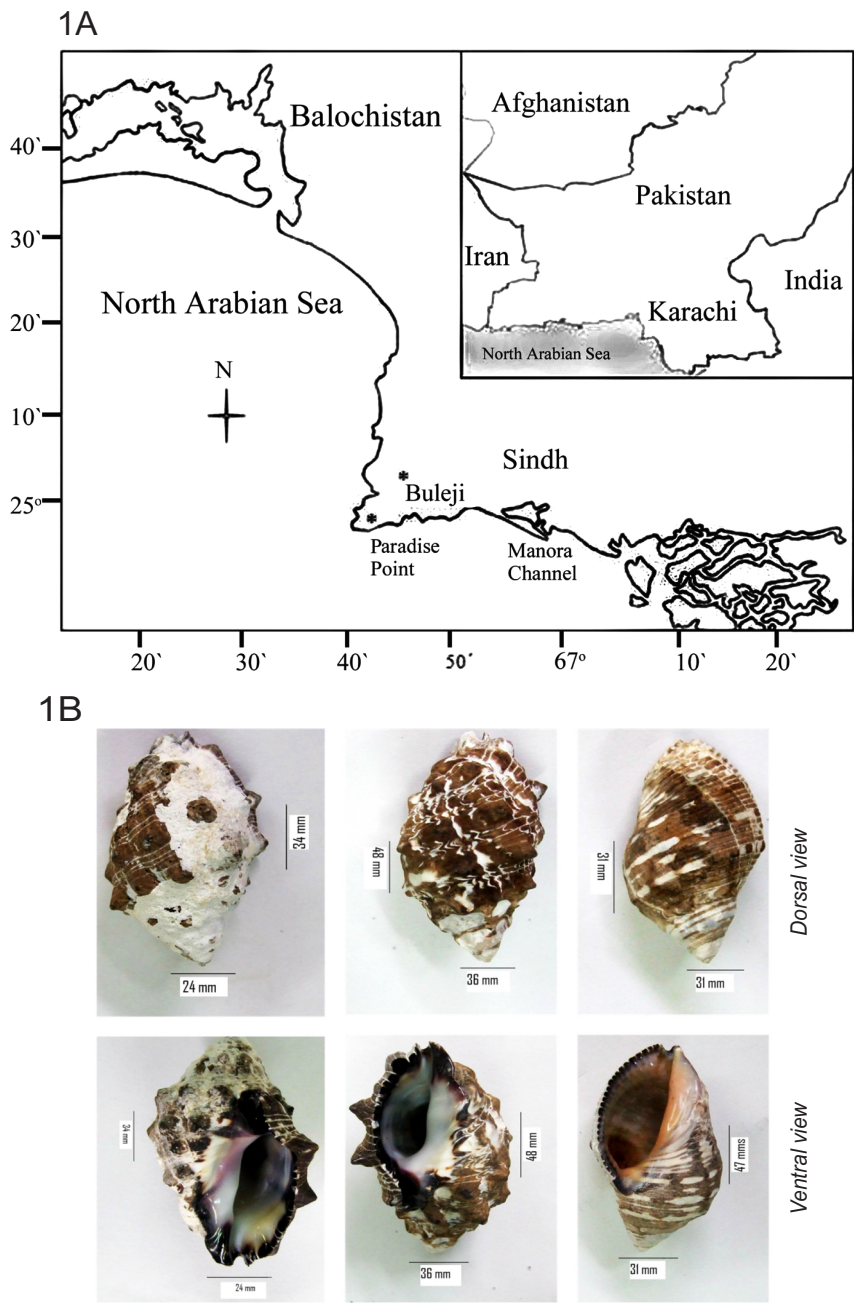 1A
Balochistan
40`
30`
20`
10`
25°
North Arabian Sea
N
Sindh
Buleji
Paradise
Point
Manora
Channel
20`
30`
40`
50`
67°
10`
20`
Afghanistan
Pakistan
Iran
India
Karachi
North Arabian Sea
1B
34 mm
24 mm
48 mm
36 mm
31 mm
31 mm
Dorsal view
34 mm
24 mm
48 mm
36 mm
47 mms
31 mm
Ventral view